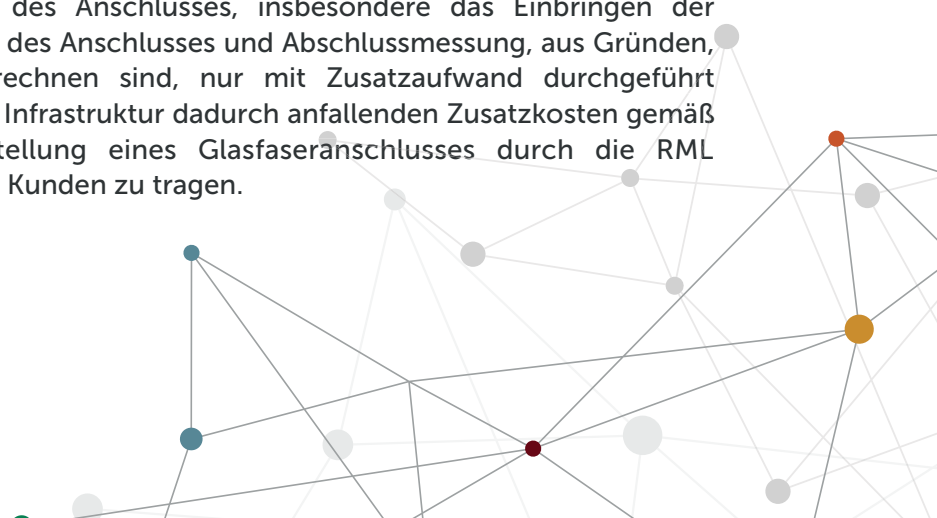 des Anschlusses, insbesondere das Einbringen der
des Anschlusses und Abschlussmessung, aus Gründen,
rechnen sind, nur mit Zusatzaufwand durchgeführt
Infrastruktur dadurch anfallenden Zusatzkosten gemäß
tellung eines Glasfaseranschlusses durch die RML
Kunden zu tragen.